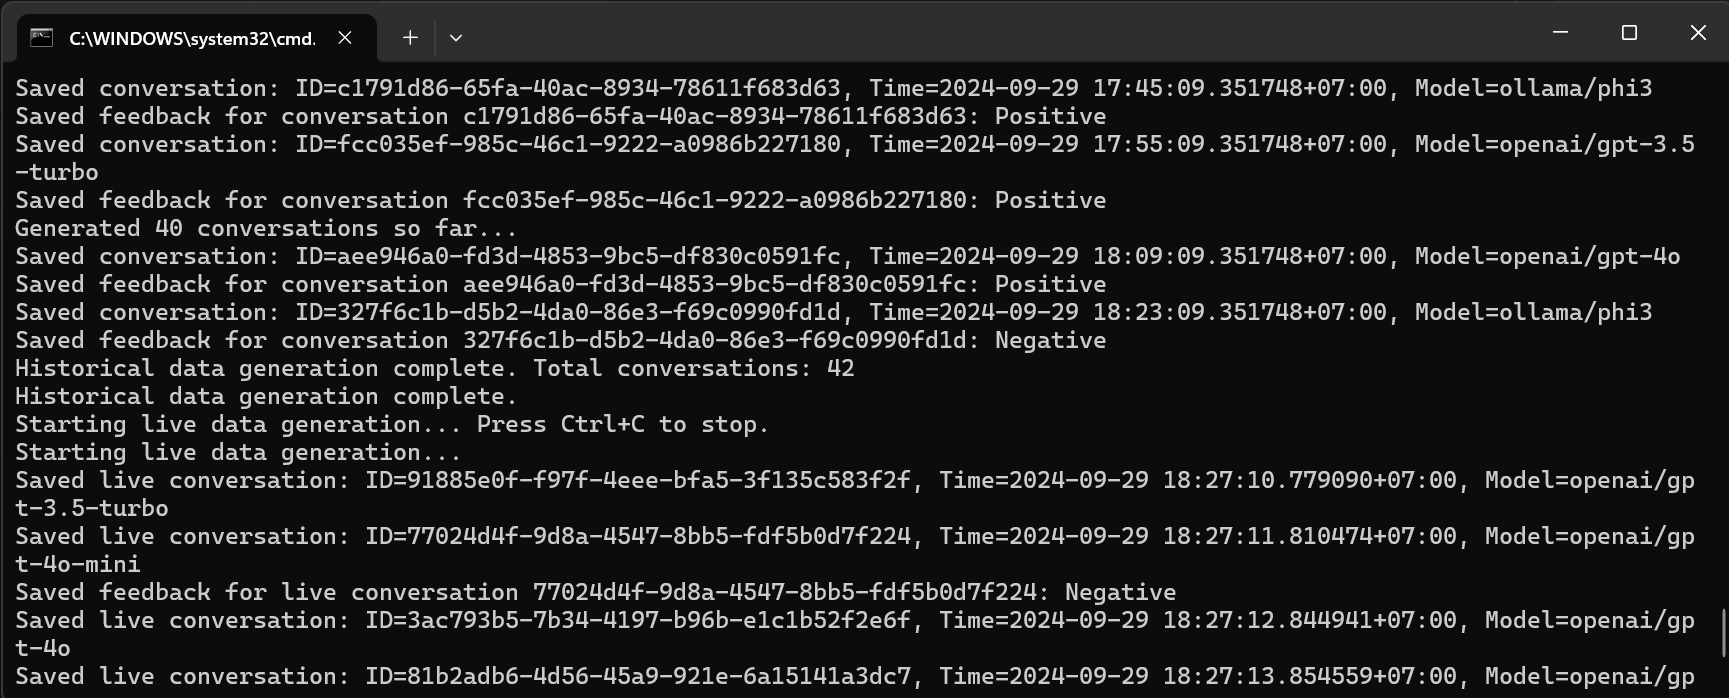 C:\WINDOWS\system32\cmd.
Saved conversation: ID=c1791d86-65fa-40ac-8934-78611f683d63, Time=2024-09-29 17:45:09.351748+07:00, Model=ollama/phi3
Saved feedback for conversation c1791d86-65fa-40ac-8934-78611f683d63: Positive
Saved conversation: ID=fcc035ef-985c-46c1-9222-a0986b227180, Time=2024-09-29 17:55:09.351748+07:00, Model=openai/gpt-3.5
-turbo
Saved feedback for conversation fcc035ef-985c-46c1-9222-a0986b227180: Positive
Generated 40 conversations so far...
Saved conversation: ID=aee946a0-fd3d-4853-9bc5-df830c0591fc, Time=2024-09-29 18:09:09.351748+07:00, Model=openai/gpt-4o
Saved feedback for conversation aee946a0-fd3d-4853-9bc5-df830c0591fc: Positive
Saved conversation: ID=327f6c1b-d5b2-4da0-86e3-f69c0990fd1d, Time=2024-09-29 18:23:09.351748+07:00, Model=ollama/phi3
Saved feedback for conversation 327f6c1b-d5b2-4da0-86e3-f69c0990fd1d: Negative
Historical data generation complete. Total conversations: 42
Historical data generation complete.
Starting live data generation... Press Ctrl+C to stop.
Starting live data generation...
Saved live conversation: ID=91885e0f-f97f-4eee-bfa5-3f135c583f2f, Time=2024-09-29 18:27:10.779090+07:00, Model=openai/gp
t-3.5-turbo
Saved live conversation: ID=77024d4f-9d8a-4547-8bb5-fdf5b0d7f224, Time=2024-09-29 18:27:11.810474+07:00, Model=openai/gp
t-4o-mini
Saved feedback for live conversation 77024d4f-9d8a-4547-8bb5-fdf5b0d7f224: Negative
Saved live conversation: ID=3ac793b5-7b34-4197-b96b-e1c1b52f2e6f, Time=2024-09-29 18:27:12.844941+07:00, Model=openai/gp
t-4o
Saved live conversation: ID=81b2adb6-4d56-45a9-921e-6a15141a3dc7, Time=2024-09-29 18:27:13.854559+07:00, Model=openai/gp